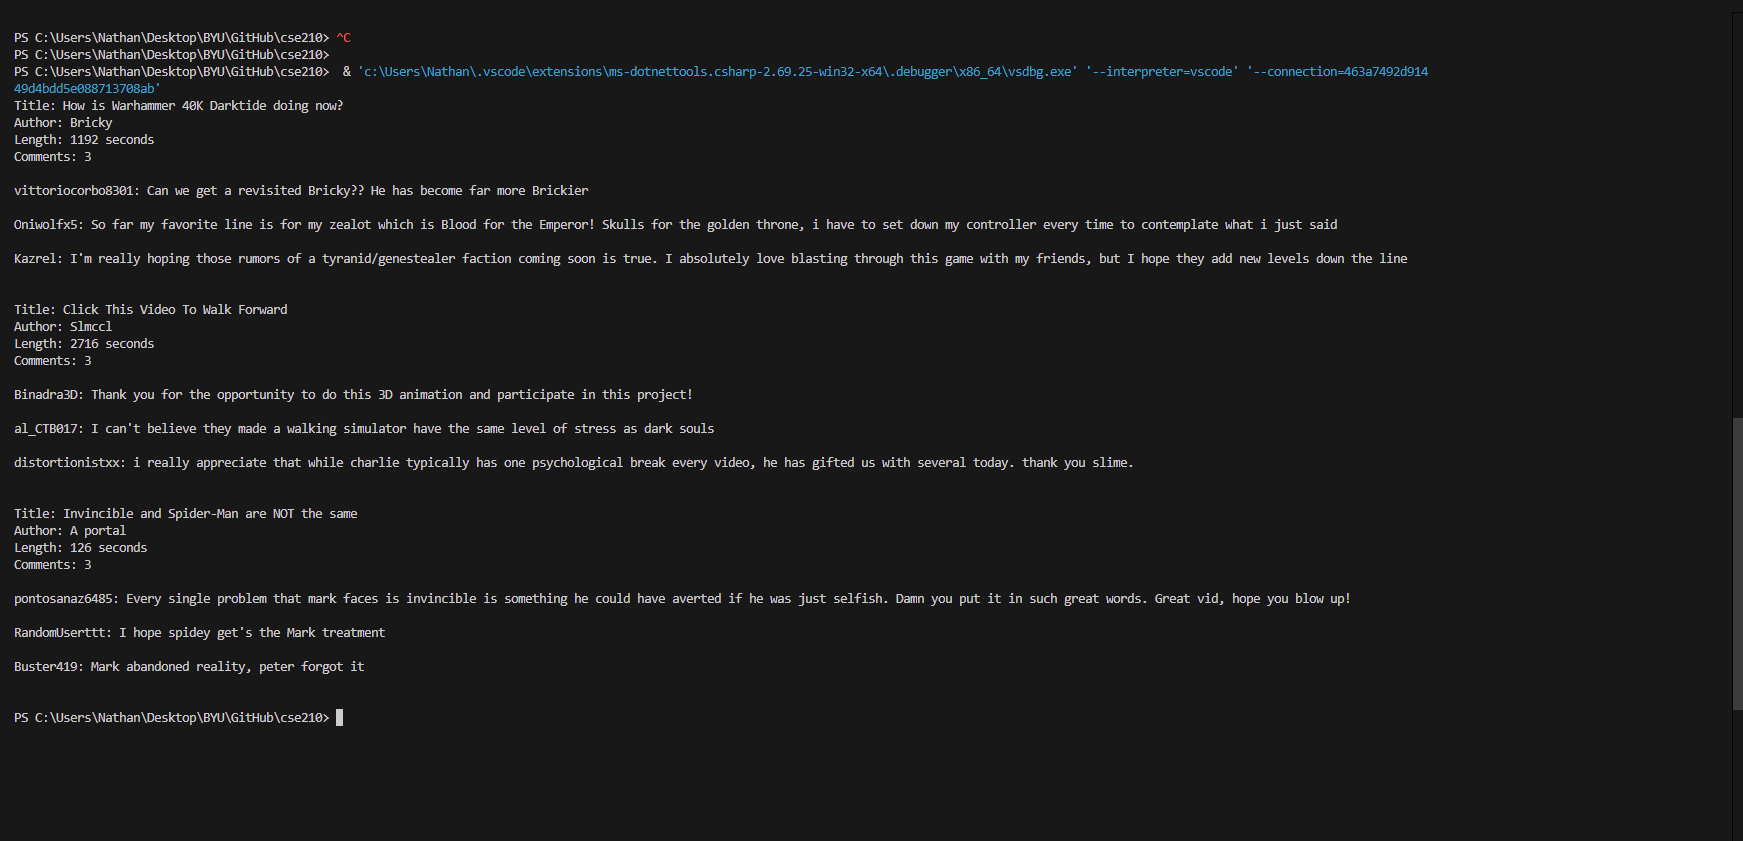 PS C:\Users\Nathan\Desktop\BYU\GitHub\cse210> ^C
PS C:\Users\Nathan\Desktop\BYU\GitHub\cse210>
PS C:\Users\Nathan\Desktop\BYU\GitHub\cse210>  & 'c:\Users\Nathan\.vscode\extensions\ms-dotnettools.csharp-2.69.25-win32-x64\.debugger\x86_64\vsdbg.exe' '--interpreter=vscode' '--connection=463a7492d914
49d4bdd5e088713708ab'
Title: How is Warhammer 40K Darktide doing now?
Author: Bricky
Length: 1192 seconds
Comments: 3
vittoriocorbo8301: Can we get a revisited Bricky?? He has become far more Brickier
Oniwolfx5: So far my favorite line is for my zealot which is Blood for the Emperor! Skulls for the golden throne, i have to set down my controller every time to contemplate what i just said
Kazrel: I'm really hoping those rumors of a tyranid/genestealer faction coming soon is true. I absolutely love blasting through this game with my friends, but I hope they add new levels down the line
Title: Click This Video To Walk Forward
Author: Slmccl
Length: 2716 seconds
Comments: 3
Binadra3D: Thank you for the opportunity to do this 3D animation and participate in this project!
al_CTB017: I can't believe they made a walking simulator have the same level of stress as dark souls
distortionistxx: i really appreciate that while charlie typically has one psychological break every video, he has gifted us with several today. thank you slime.
Title: Invincible and Spider-Man are NOT the same
Author: A portal
Length: 126 seconds
Comments: 3
pontosanaz6485: Every single problem that mark faces is invincible is something he could have averted if he was just selfish. Damn you put it in such great words. Great vid, hope you blow up!
RandomUserttt: I hope spidey get's the Mark treatment
Buster419: Mark abandoned reality, peter forgot it
PS C:\Users\Nathan\Desktop\BYU\GitHub\cse210>